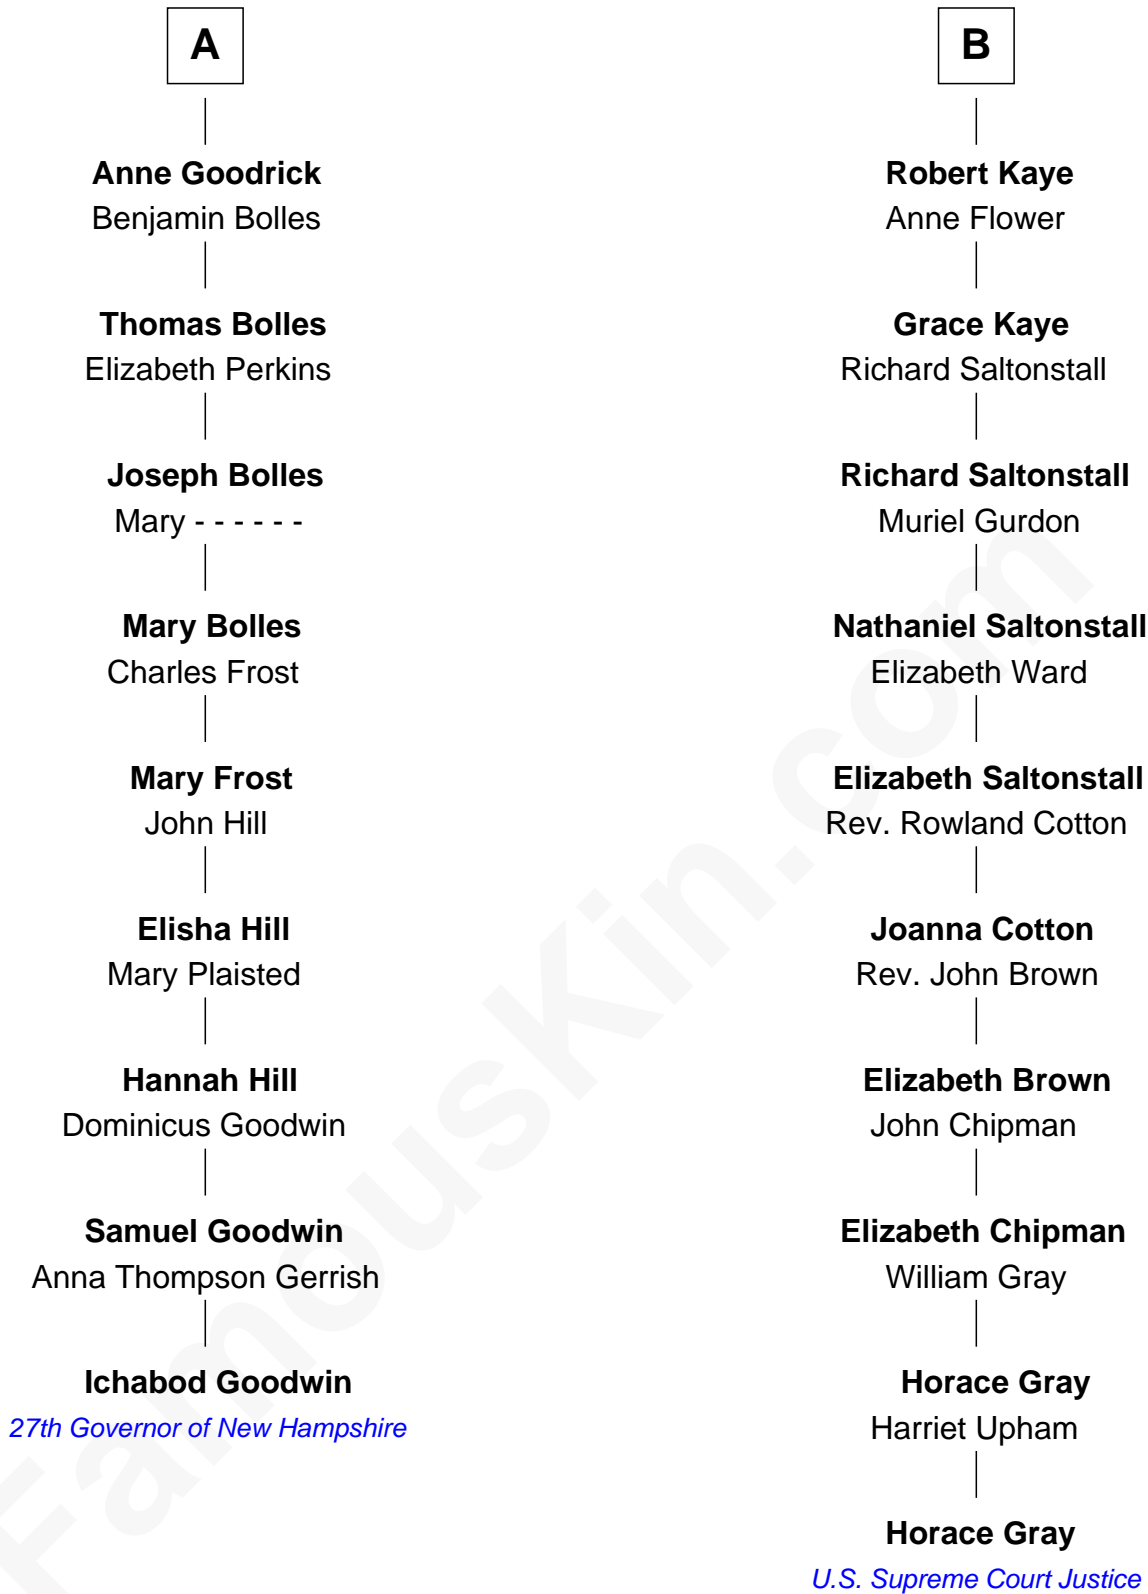 A
Anne Goodrick
Benjamin Bolles
Thomas Bolles
Elizabeth Perkins
Joseph Bolles
Mary - - - - - -
Mary Bolles
Charles Frost
Mary Frost
John Hill
Elisha Hill
Mary Plaisted
Hannah Hill
Dominicus Goodwin
Samuel Goodwin
Anna Thompson Gerrish
Ichabod Goodwin
27th Governor of New Hampshire
B
Robert Kaye
Anne Flower
Grace Kaye
Richard Saltonstall
Richard Saltonstall
Muriel Gurdon
Nathaniel Saltonstall
Elizabeth Ward
Elizabeth Saltonstall
Rev. Rowland Cotton
Joanna Cotton
Rev. John Brown
Elizabeth Brown
John Chipman
Elizabeth Chipman
William Gray
Horace Gray
Harriet Upham
Horace Gray
U.S. Supreme Court Justice
FamousKin.com